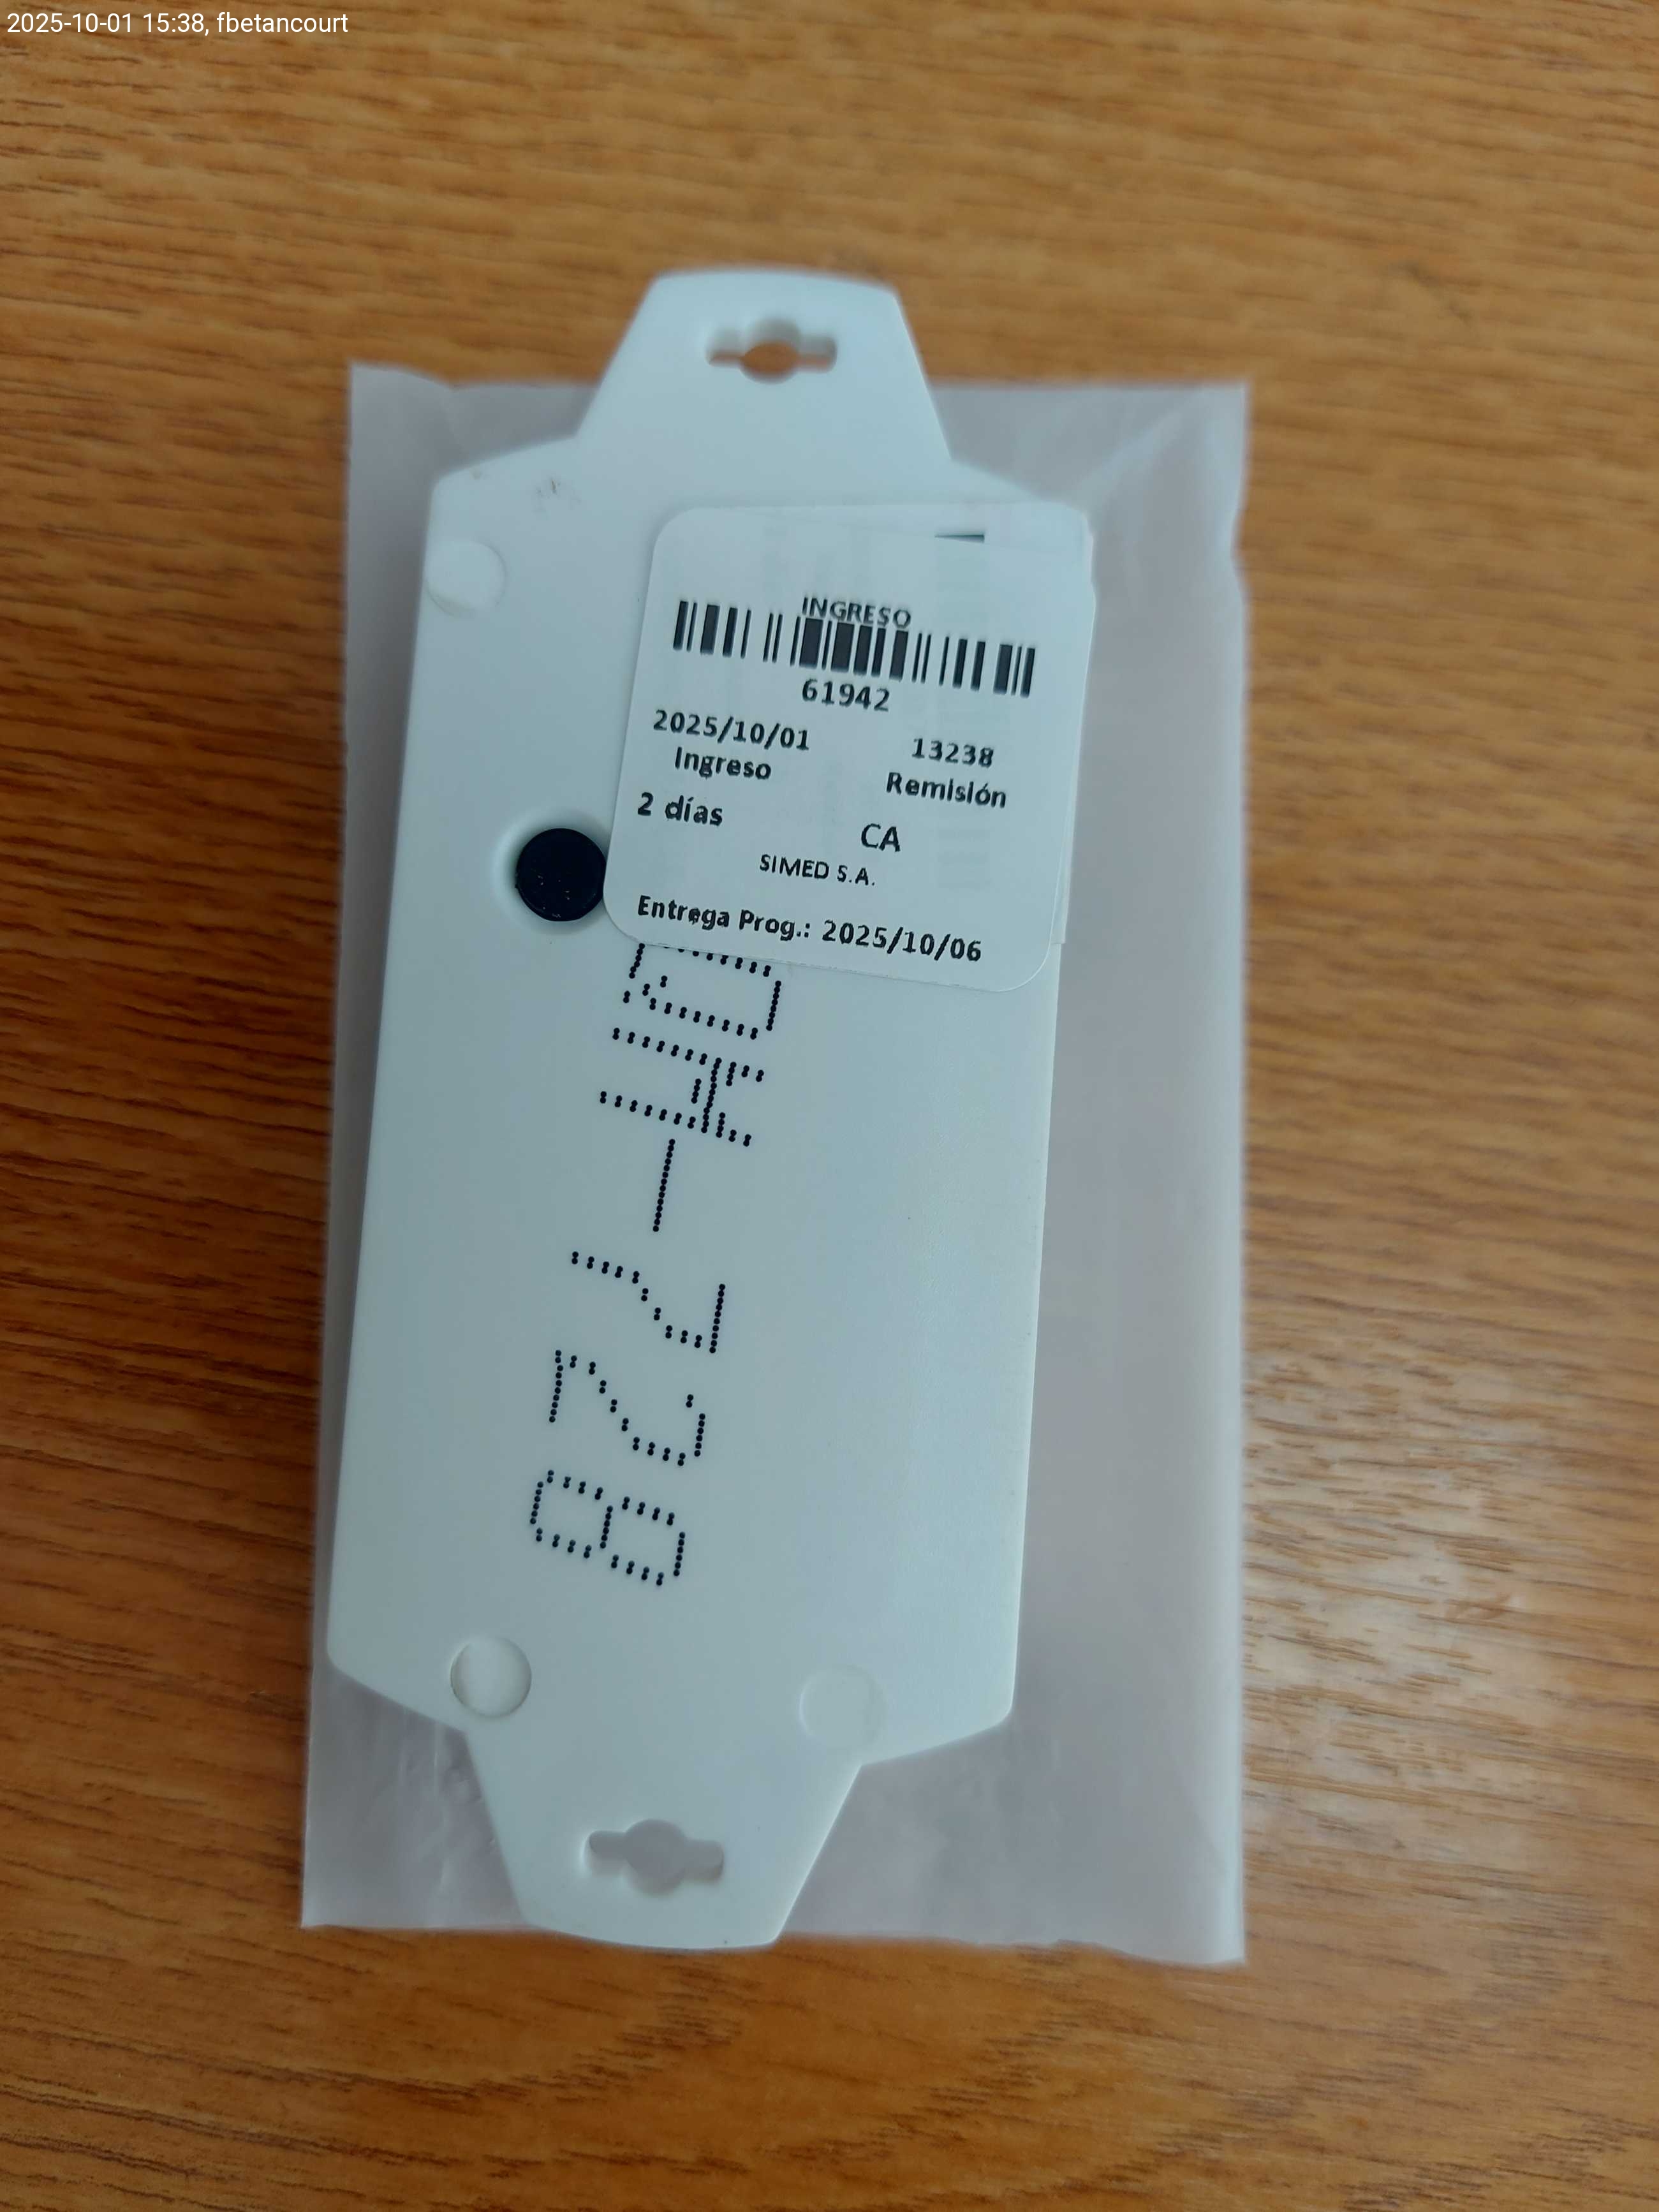 2025-10-01 15:38, fbetancourt
INGRESO
61942
2025/10/01 13238
Ingreso Remisión
2 días CA
SIMED S.A.
Entrega Prog.: 2025/10/06
728